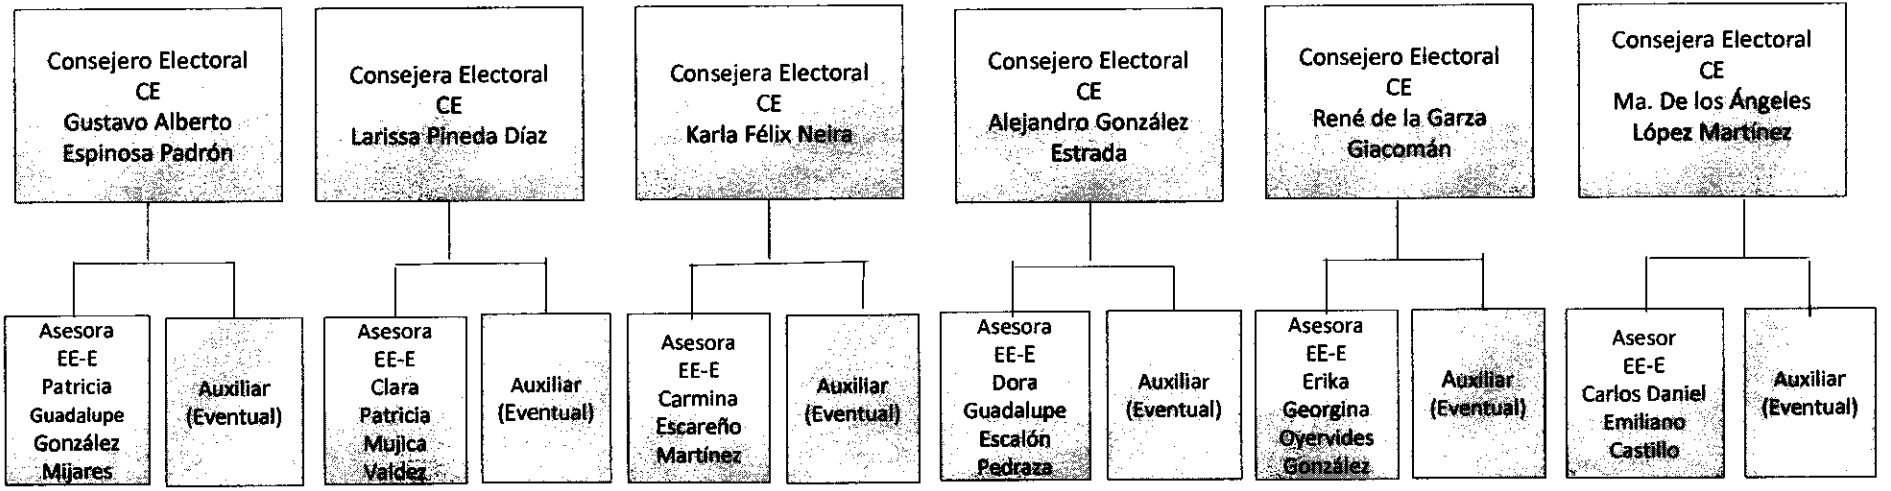 Consejero Electoral
CE
Gustavo Alberto
Espinosa Padrón
Consejera Electoral
CE
Larissa Pineda Díaz
Consejera Electoral
CE
Karla Félix Neira
Consejero Electoral
CE
Alejandro González
Estrada
Consejero Electoral
CE
René de la Garza
Giacomán
Consejera Electoral
CE
Ma. De los Ángeles
López Martínez
Asesora
EE-E
Patricia
Guadalupe
González
Mijares
Auxiliar
(Eventual)
Asesora
EE-E
Clara
Patricia
Mujica
Valdez
Auxiliar
(Eventual)
Asesora
EE-E
Carmina
Escareño
Martínez
Auxiliar
(Eventual)
Asesora
EE-E
Dora
Guadalupe
Escalón
Pedraza
Auxiliar
(Eventual)
Asesora
EE-E
Erika
Georgina
Oyervides
González
Auxiliar
(Eventual)
Asesor
EE-E
Carlos Daniel
Emiliano
Castillo
Auxiliar
(Eventual)